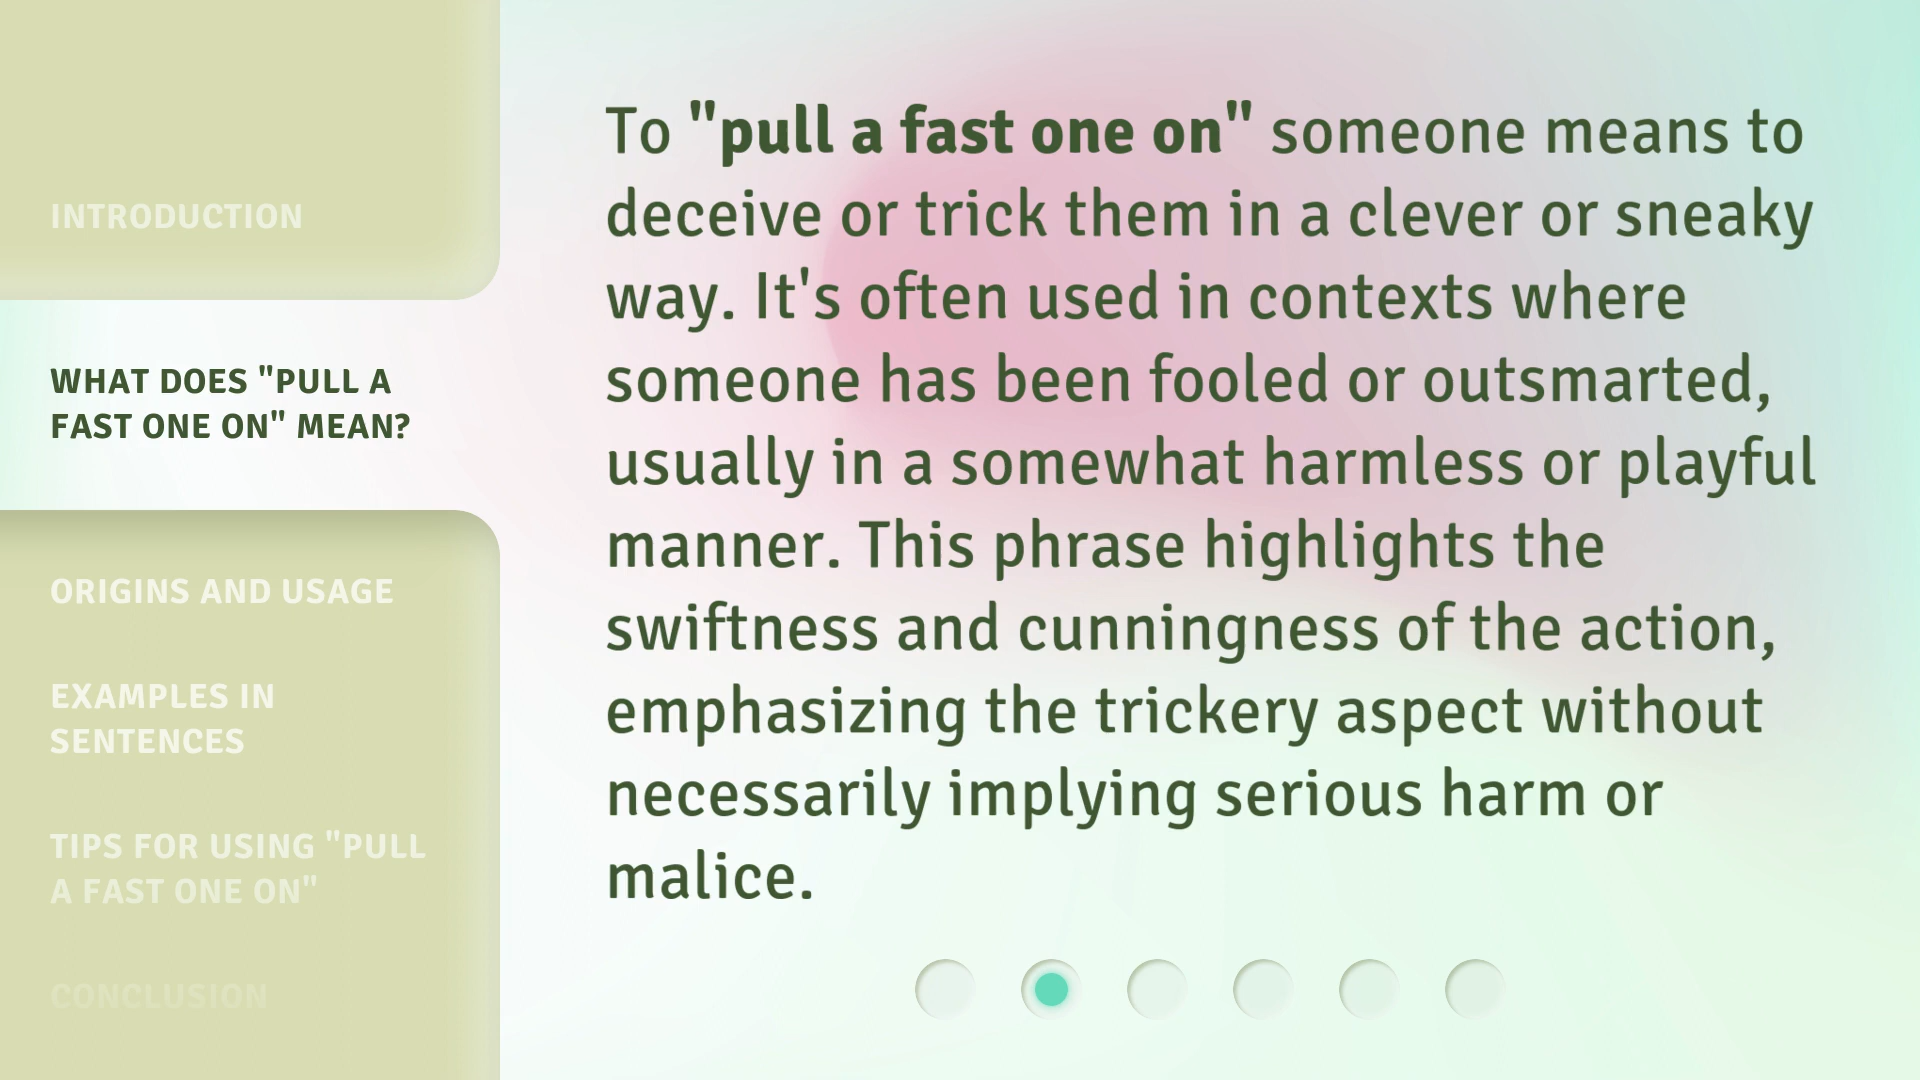 INTRODUCTION
WHAT DOES "PULL A
FAST ONE ON" MEAN?
ORIGINS AND USAGE
EXAMPLES IN
SENTENCES
TIPS FOR USING "PULL
A FAST ONE ON"
CONCLUSION
To "pull a fast one on" someone means to
deceive or trick them in a clever or sneaky
way. It's often used in contexts where
someone has been fooled or outsmarted,
usually in a somewhat harmless or playful
manner. This phrase highlights the
swiftness and cunningness of the action,
emphasizing the trickery aspect without
necessarily implying serious harm or
malice.